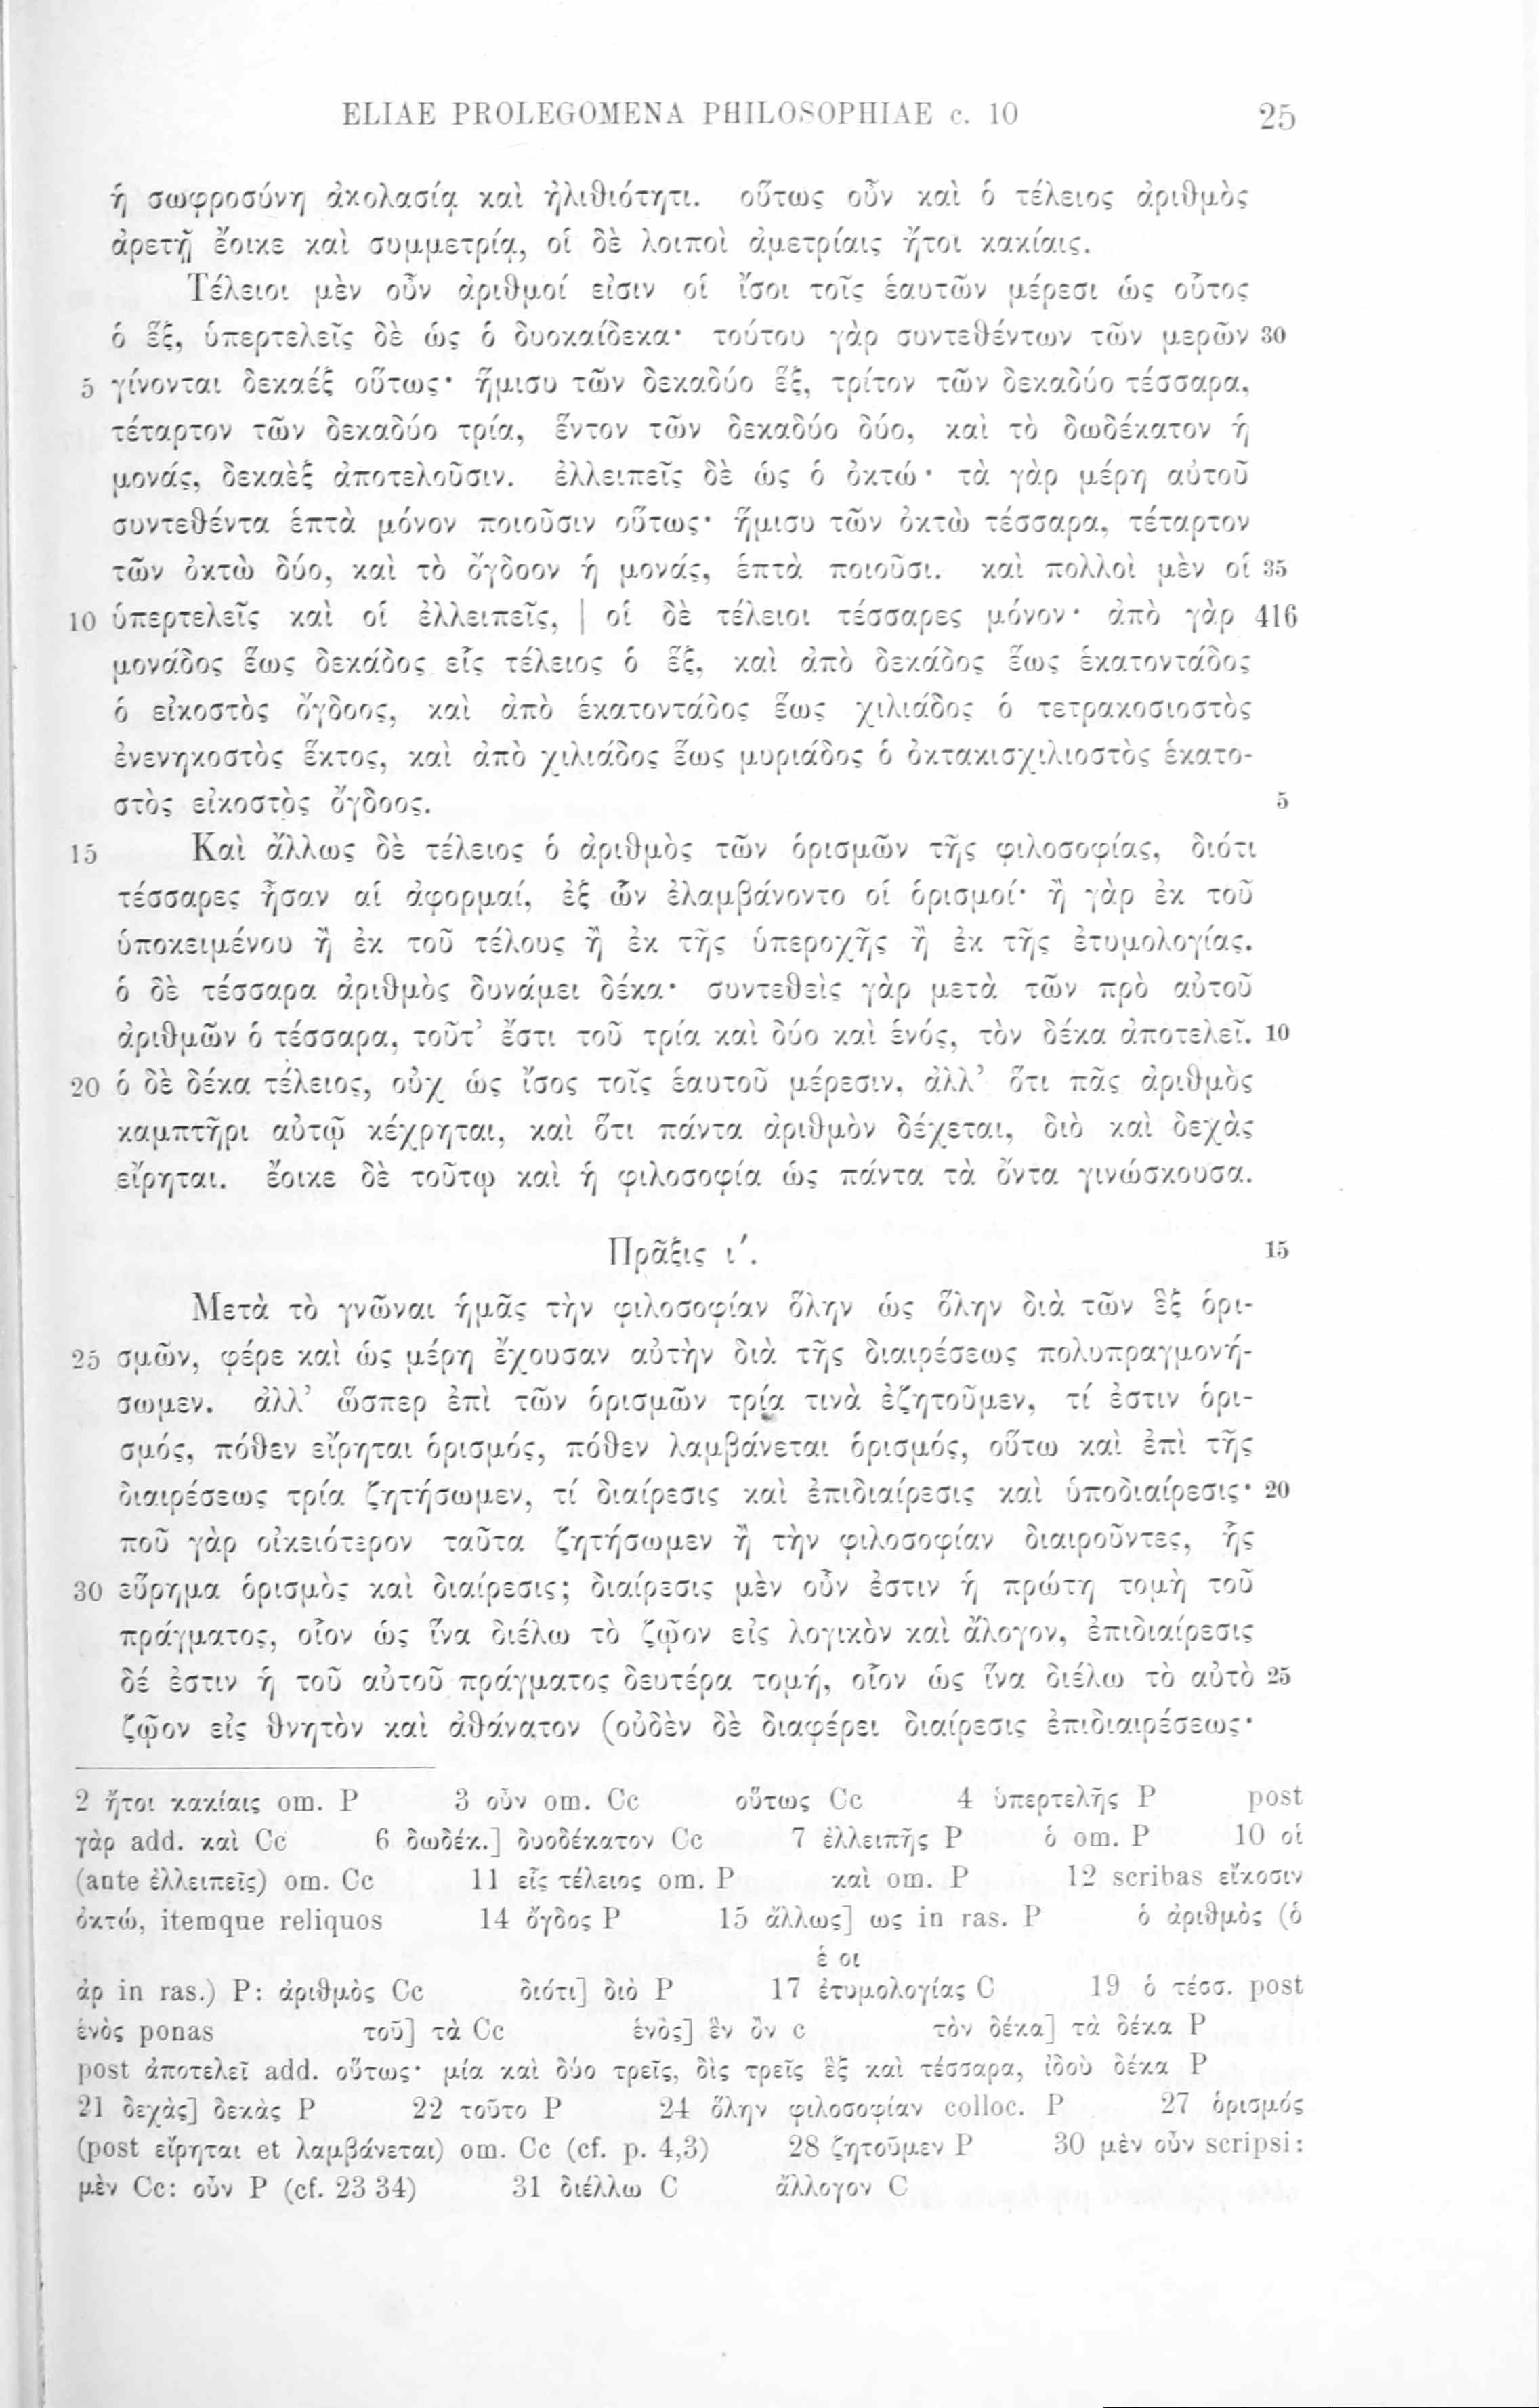 ELIAE PROLEGOMENA PHILOSOPHIAE c. 10 25
ἡ σωφροσύνη ἀκολασίᾳ καὶ ἠλιθιότητι. οὕτως οὖν καὶ ὁ τέλειος ἀριθμὸς
ἀρετῇ ἔοικε καὶ συμμετρίᾳ, οἱ δὲ λοιποὶ ἀμετρίαις ἤτοι κακίαις.
Τέλειοι μὲν οὖν ἀριθμοί εἰσιν οἱ ἴσοι τοῖς ἑαυτῶν μέρεσι ὡς οὗτος
ὁ ἕξ, ὑπερτελεῖς δὲ ὡς ὁ δυοκαίδεκα· τούτου γὰρ συντεθέντων τῶν μερῶν 30
5 γίνονται δεκαέξ οὕτως· ἥμισυ τῶν δεκαδύο ἕξ, τρίτον τῶν δεκαδύο τέσσαρα,
τέταρτον τῶν δεκαδύο τρία, ἕντον τῶν δεκαδύο δύο, καὶ τὸ δωδέκατον ἡ
μονάς, δεκαὲξ ἀποτελοῦσιν. ἐλλειπεῖς δὲ ὡς ὁ ὀκτώ· τὰ γὰρ μέρη αὐτοῦ
συντεθέντα ἑπτὰ μόνον ποιοῦσιν οὕτως· ἥμισυ τῶν ὀκτὼ τέσσαρα, τέταρτον
τῶν ὀκτὼ δύο, καὶ τὸ ὄγδοον ἡ μονάς, ἑπτὰ ποιοῦσι. καὶ πολλοὶ μὲν οἱ 35
10 ὑπερτελεῖς καὶ οἱ ἐλλειπεῖς, | οἱ δὲ τέλειοι τέσσαρες μόνον· ἀπὸ γὰρ 416
μονάδος ἕως δεκάδος εἷς τέλειος ὁ ἕξ, καὶ ἀπὸ δεκάδος ἕως ἑκατοντάδος
ὁ εἰκοστὸς ὄγδοος, καὶ ἀπὸ ἑκατοντάδος ἕως χιλιάδος ὁ τετρακοσιοστὸς
ἐνενηκοστὸς ἕκτος, καὶ ἀπὸ χιλιάδος ἕως μυριάδος ὁ ὀκτακισχιλιοστὸς ἑκατο-
στὸς εἰκοστὸς ὄγδοος. 5
15 Καὶ ἄλλως δὲ τέλειος ὁ ἀριθμὸς τῶν ὁρισμῶν τῆς φιλοσοφίας, διότι
τέσσαρες ἦσαν αἱ ἀφορμαί, ἐξ ὧν ἐλαμβάνοντο οἱ ὁρισμοί· ἢ γὰρ ἐκ τοῦ
ὑποκειμένου ἢ ἐκ τοῦ τέλους ἢ ἐκ τῆς ὑπεροχῆς ἢ ἐκ τῆς ἐτυμολογίας.
ὁ δὲ τέσσαρα ἀριθμὸς δυνάμει δέκα· συντεθεὶς γὰρ μετὰ τῶν πρὸ αὐτοῦ
ἀριθμῶν ὁ τέσσαρα, τοῦτ’ ἔστι τοῦ τρία καὶ δύο καὶ ἑνός, τὸν δέκα ἀποτελεῖ. 10
20 ὁ δὲ δέκα τέλειος, οὐχ ὡς ἴσος τοῖς ἑαυτοῦ μέρεσιν, ἀλλ’ ὅτι πᾶς ἀριθμὸς
καμπτῆρι αὐτῷ κέχρηται, καὶ ὅτι πάντα ἀριθμὸν δέχεται, διὸ καὶ δεχὰς
εἴρηται. ἔοικε δὲ τούτῳ καὶ ἡ φιλοσοφία ὡς πάντα τὰ ὄντα γινώσκουσα.
Πρᾶξις ι΄. 15
Μετὰ τὸ γνῶναι ἡμᾶς τὴν φιλοσοφίαν ὅλην ὡς ὅλην διὰ τῶν ἓξ ὁρι-
25 σμῶν, φέρε καὶ ὡς μέρη ἔχουσαν αὐτὴν διὰ τῆς διαιρέσεως πολυπραγμονή-
σωμεν. ἀλλ’ ὥσπερ ἐπὶ τῶν ὁρισμῶν τρία τινὰ ἐζητοῦμεν, τί ἐστιν ὁρι-
σμός, πόθεν εἴρηται ὁρισμός, πόθεν λαμβάνεται ὁρισμός, οὕτω καὶ ἐπὶ τῆς
διαιρέσεως τρία ζητήσωμεν, τί διαίρεσις καὶ ἐπιδιαίρεσις καὶ ὑποδιαίρεσις· 20
ποῦ γὰρ οἰκειότερον ταῦτα ζητήσωμεν ἢ τὴν φιλοσοφίαν διαιροῦντες, ἧς
30 εὕρημα ὁρισμὸς καὶ διαίρεσις; διαίρεσις μὲν οὖν ἐστιν ἡ πρώτη τομὴ τοῦ
πράγματος, οἷον ὡς ἵνα διέλω τὸ ζῷον εἰς λογικὸν καὶ ἄλογον, ἐπιδιαίρεσις
δέ ἐστιν ἡ τοῦ αὐτοῦ πράγματος δευτέρα τομή, οἷον ὡς ἵνα διέλω τὸ αὐτὸ 25
ζῷον εἰς θνητὸν καὶ ἀθάνατον (οὐδὲν δὲ διαφέρει διαίρεσις ἐπιδιαιρέσεως·
2 ἤτοι κακίαις om. P 3 οὖν om. Cc οὕτως Cc 4 ὑπερτελῆς P post
γὰρ add. καὶ Cc 6 δωδέκ.] δυοδέκατον Cc 7 ἐλλειπῆς P ὁ om. P 10 οἱ
(ante ἐλλειπεῖς) om. Cc 11 εἷς τέλειος om. P καὶ om. P 12 scribas εἴκοσιν
ὀκτώ, itemque reliquos 14 ὄγδος P 15 ἄλλως] ως in ras. P ὁ ἀριθμὸς (ὁ
έ οι
ἀρ in ras.) P: ἀριθμὸς Cc διότι] διὸ P 17 ἐτυμολογίας C 19 ὁ τέσσ. post
ἑνὸς ponas τοῦ] τὰ Cc ἑνὸς] ἓν ὂν c τὸν δέκα] τὰ δέκα P
post ἀποτελεῖ add. οὕτως· μία καὶ δύο τρεῖς, δὶς τρεῖς ἓξ καὶ τέσσαρα, ἰδοὺ δέκα P
21 δεχὰς] δεκὰς P 22 τοῦτο P 24 ὅλην φιλοσοφίαν colloc. P 27 ὁρισμός
(post εἴρηται et λαμβάνεται) om. Cc (cf. p. 4,3) 28 ζητοῦμεν P 30 μὲν οὖν scripsi:
μὲν Cc: οὖν P (cf. 23 34) 31 διέλλω C ἄλλογον C